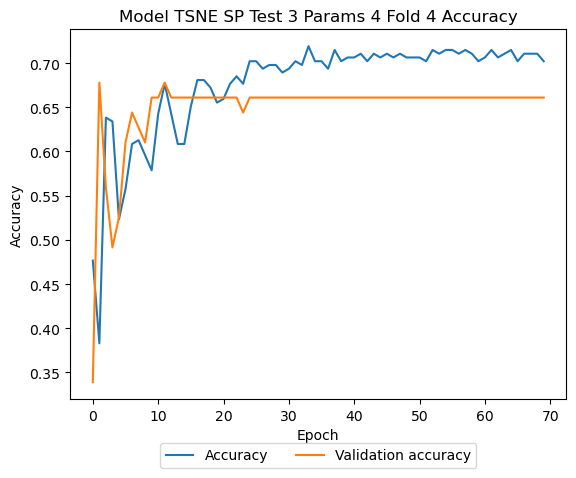 Model TSNE SP Test 3 Params 4 Fold 4 Accuracy
0.70
0.65
0.60
0.55
0.50
0.45
0.40
0.35
Accuracy
0 10 20 30 40 50 60 70
Epoch
Accuracy Validation accuracy